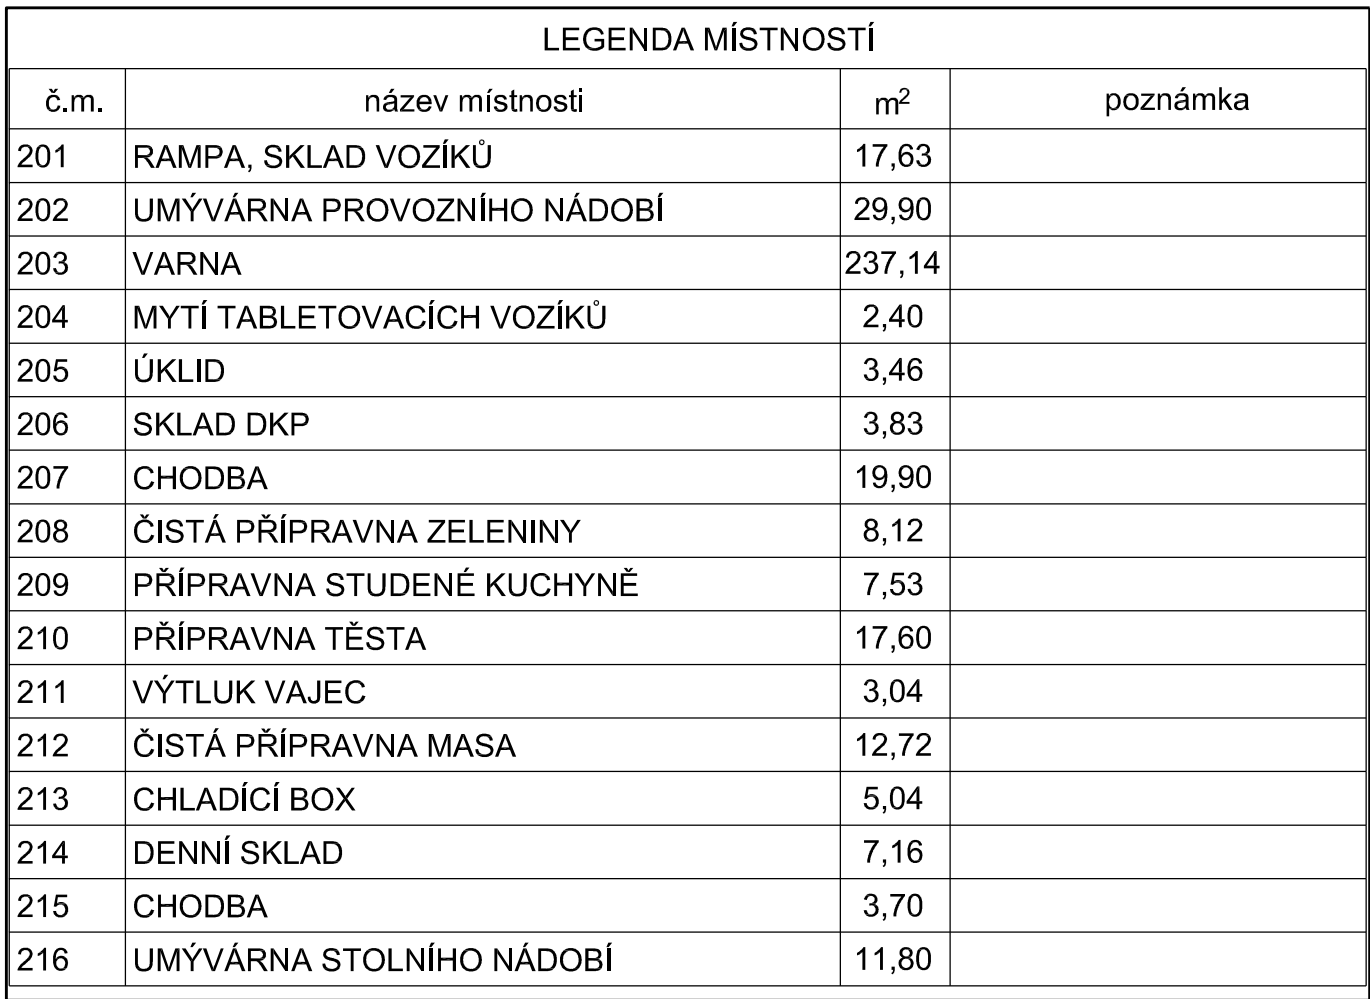 LEGENDA MÍSTNOSTÍ
č.m. název místnosti m² poznámka
201 RAMPA, SKLAD VOZÍKŮ 17,63
202 UMÝVÁRNA PROVOZNÍHO NÁDOBÍ 29,90
203 VARNA 237,14
204 MYTÍ TABLETOVACÍCH VOZÍKŮ 2,40
205 ÚKLID 3,46
206 SKLAD DKP 3,83
207 CHODBA 19,90
208 ČISTÁ PŘÍPRAVNA ZELENINY 8,12
209 PŘÍPRAVNA STUDENÉ KUCHYNĚ 7,53
210 PŘÍPRAVNA TĚSTA 17,60
211 VÝTLUK VAJEC 3,04
212 ČISTÁ PŘÍPRAVNA MASA 12,72
213 CHLADÍCÍ BOX 5,04
214 DENNÍ SKLAD 7,16
215 CHODBA 3,70
216 UMÝVÁRNA STOLNÍHO NÁDOBÍ 11,80